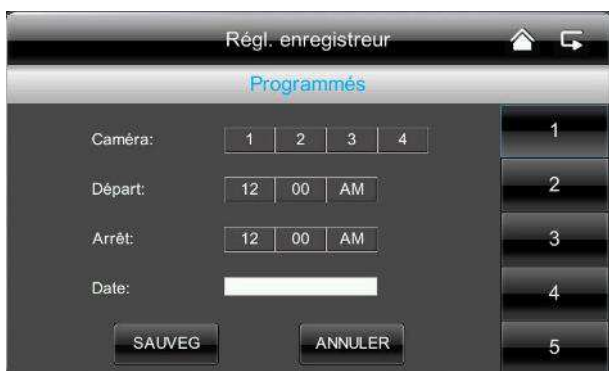 Régl. enregistreur
Programmés
Caméra: 1 2 3 4
Départ: 12 00 AM
Arrêt: 12 00 AM
Date:
SAUVEG ANNULER
1
2
3
4
5